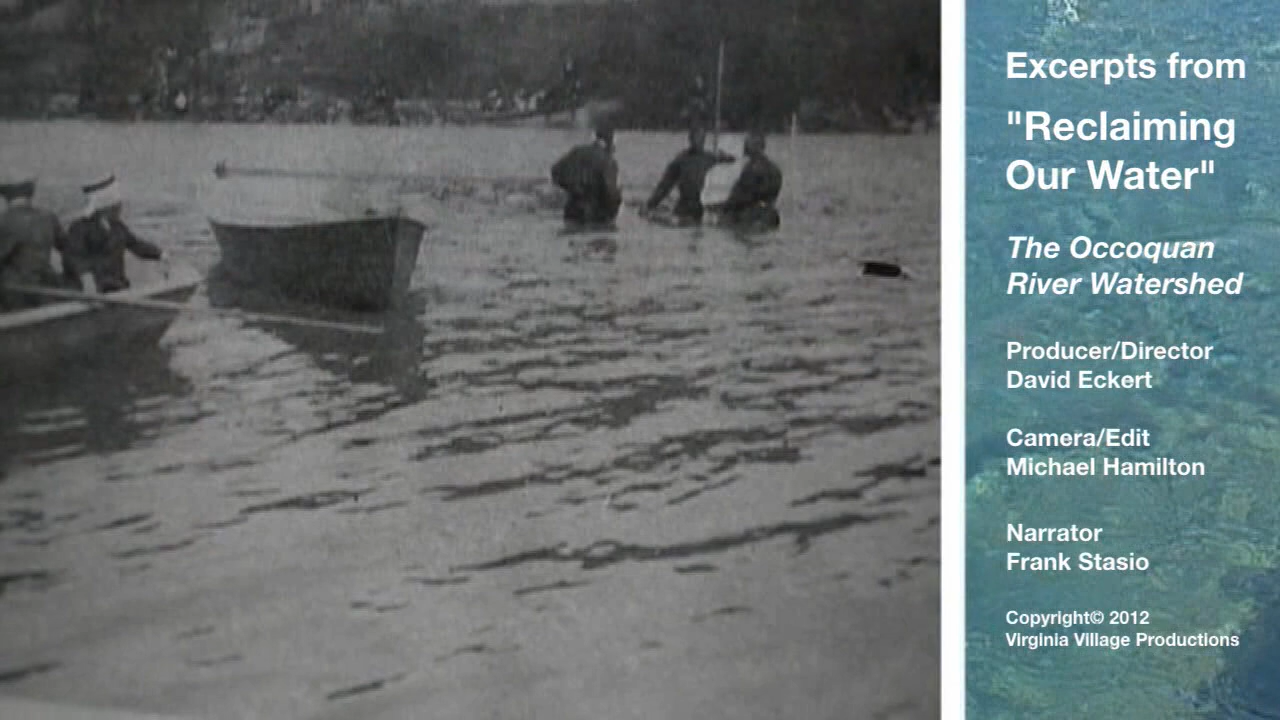 Excerpts from
"Reclaiming
Our Water"
The Occoquan
River Watershed
Producer/Director
David Eckert
Camera/Edit
Michael Hamilton
Narrator
Frank Stasio
Copyright© 2012
Virginia Village Productions